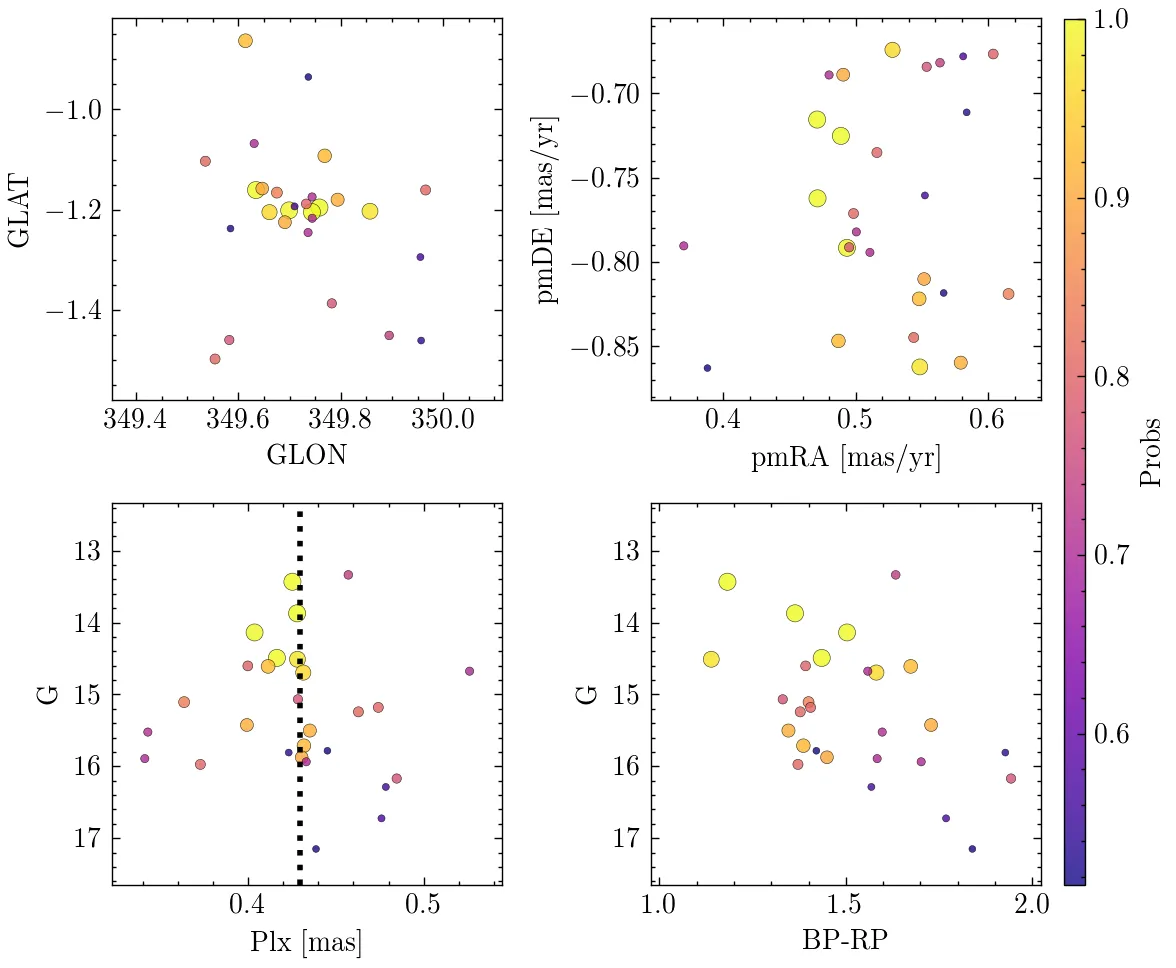 −1.0
−1.2
−1.4
GLAT
349.4 349.6 349.8 350.0
GLON
−0.70
−0.75
−0.80
−0.85
pmDE [mas/yr]
0.4 0.5 0.6
pmRA [mas/yr]
13
14
15
16
17
G
0.4 0.5
Plx [mas]
13
14
15
16
17
G
1.0 1.5 2.0
BP-RP
1.0
0.9
0.8
0.7
0.6
Probs